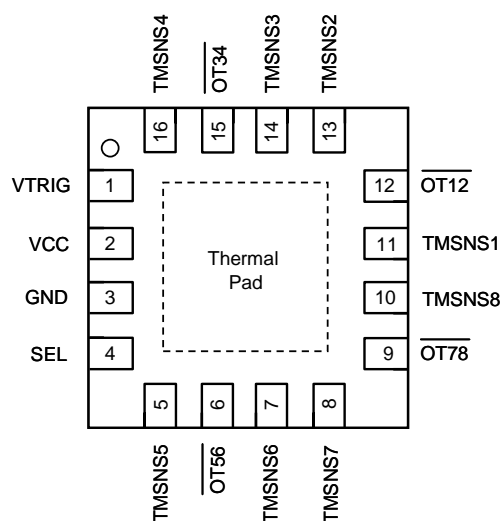 TMSNS4
OT34
TMSNS3
TMSNS2
16
15
14
13
VTRIG
1
12
OT12
VCC
2
11
TMSNS1
Thermal
Pad
GND
3
10
TMSNS8
SEL
4
9
OT78
5
6
7
8
TMSNS5
OT56
TMSNS6
TMSNS7